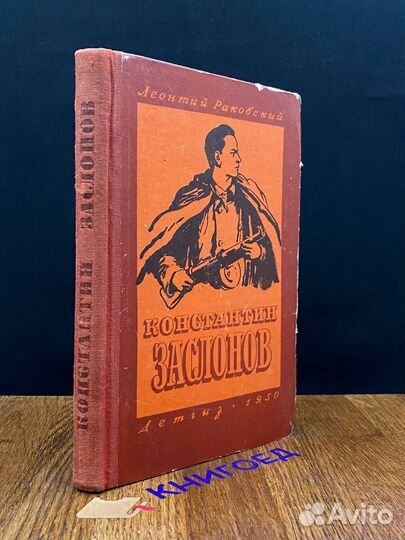 КОНСТАНТИН ЗАСЛОНОВ
Леонтий Раковский
КОНСТАНТИН
ЗАСЛОНОВ
Детгиз • 1950
КНИГОЕД
Avito